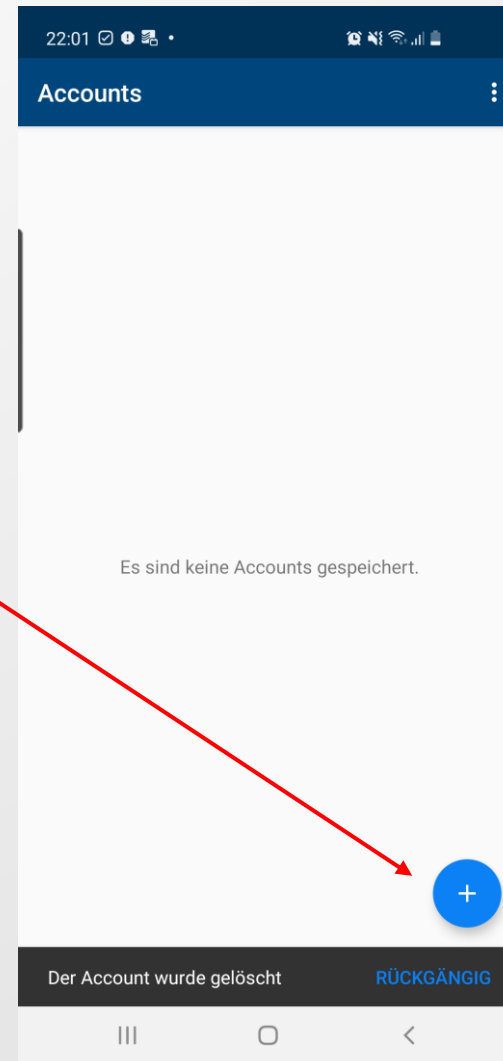 22:01
Accounts
Es sind keine Accounts gespeichert.
Der Account wurde gelöscht RÜCKGÄNGIG